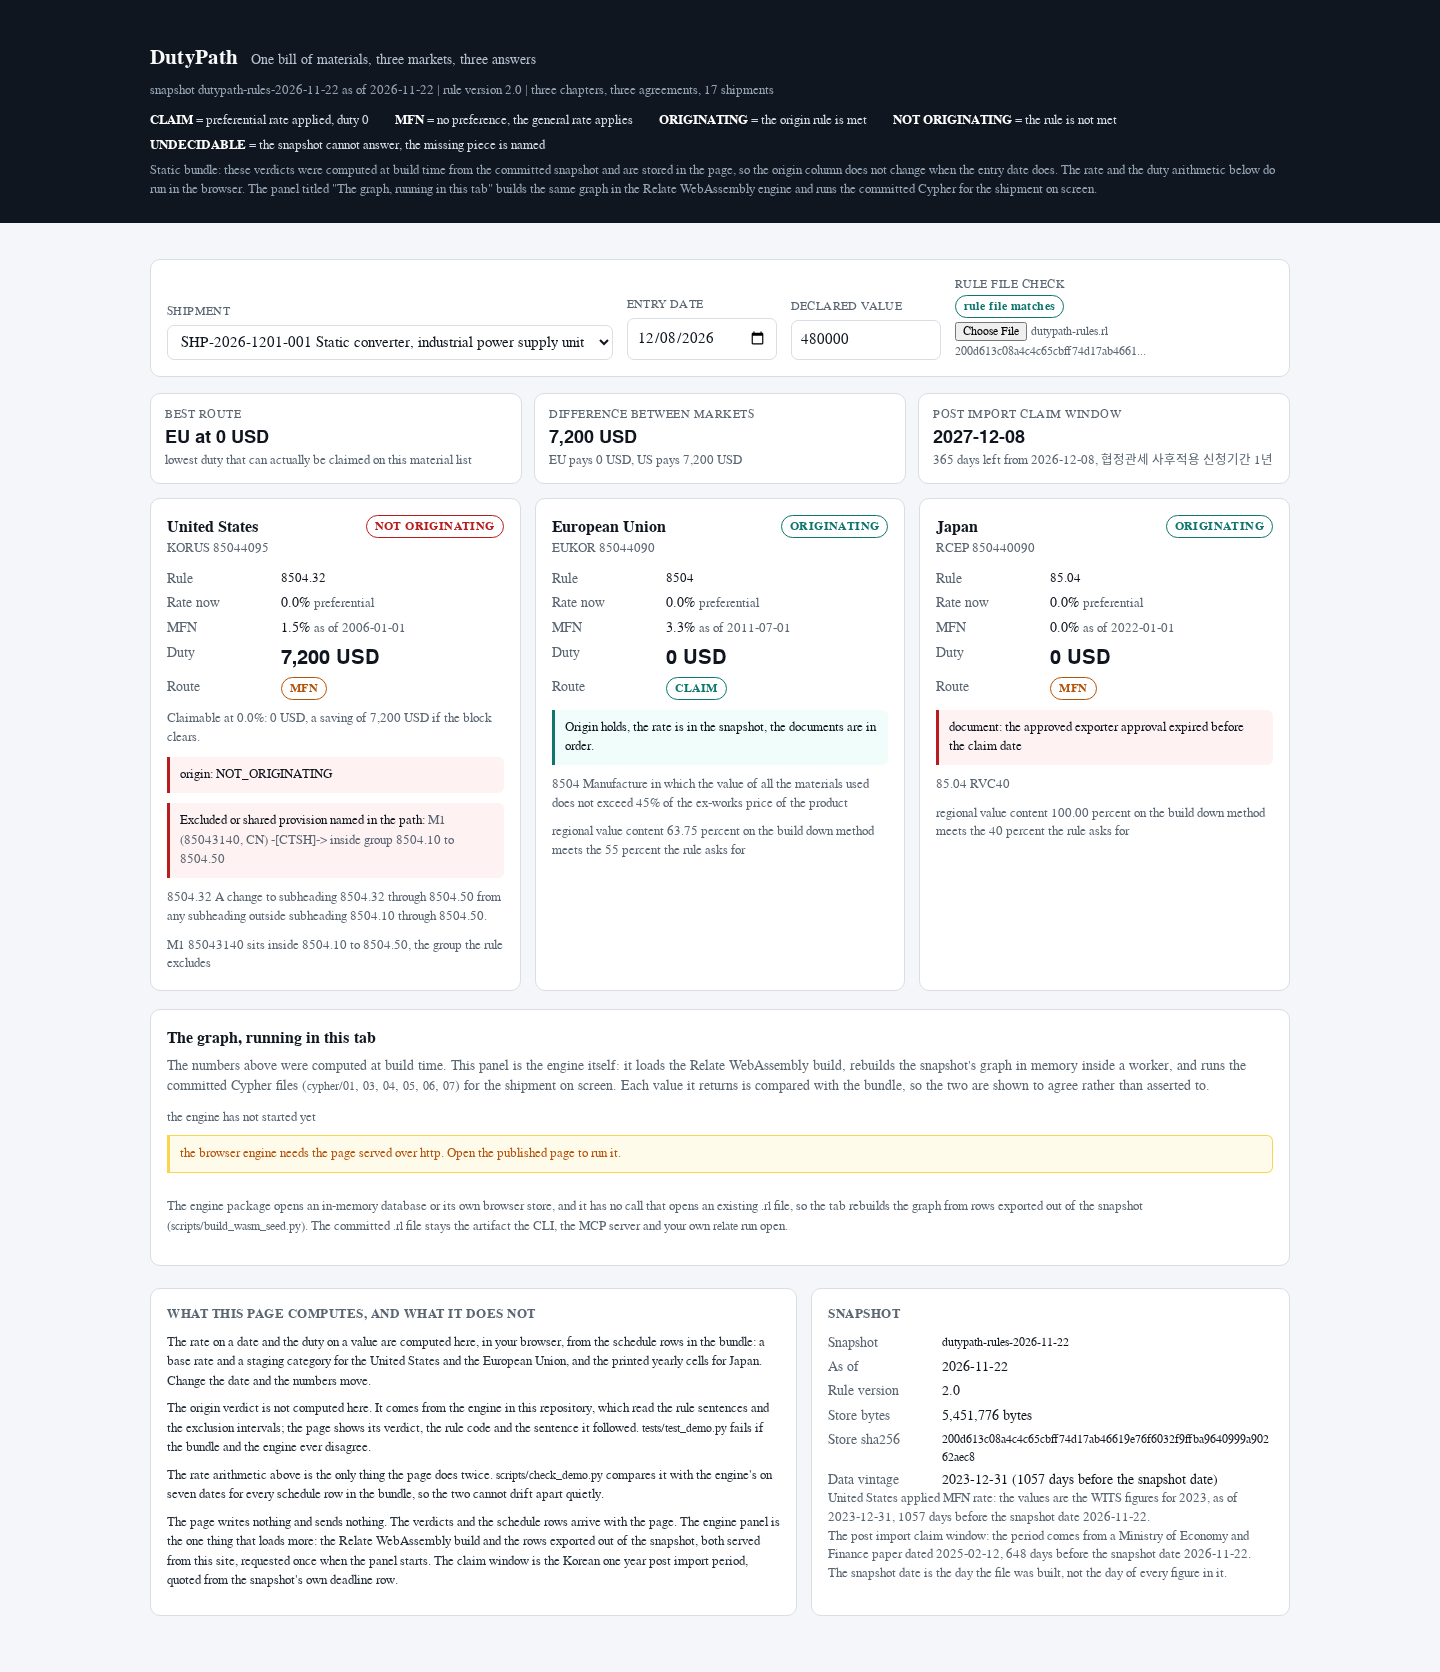 DutyPath One bill of materials, three markets, three answers
snapshot dutypath-rules-2026-11-22 as of 2026-11-22 | rule version 2.0 | three chapters, three agreements, 17 shipments
CLAIM = preferential rate applied, duty 0 MFN = no preference, the general rate applies ORIGINATING = the origin rule is met NOT ORIGINATING = the rule is not met
UNDECIDABLE = the snapshot cannot answer, the missing piece is named
Static bundle: these verdicts were computed at build time from the committed snapshot and are stored in the page, so the origin column does not change when the entry date does. The rate and the duty arithmetic below do
run in the browser. The panel titled "The graph, running in this tab" builds the same graph in the Relate WebAssembly engine and runs the committed Cypher for the shipment on screen.
SHIPMENT
SHP-2026-1201-001 Static converter, industrial power supply unit
ENTRY DATE
12/08/2026
DECLARED VALUE
480000
RULE FILE CHECK
rule file matches
Choose File dutypath-rules.rl
200d613c08a4c4c65cbff74d17ab4661...
BEST ROUTE
EU at 0 USD
lowest duty that can actually be claimed on this material list
DIFFERENCE BETWEEN MARKETS
7,200 USD
EU pays 0 USD, US pays 7,200 USD
POST IMPORT CLAIM WINDOW
2027-12-08
365 days left from 2026-12-08, 협정관세 사후적용 신청기간 1년
United States NOT ORIGINATING
KORUS 85044095
Rule 8504.32
Rate now 0.0% preferential
MFN 1.5% as of 2006-01-01
Duty 7,200 USD
Route MFN
Claimable at 0.0%: 0 USD, a saving of 7,200 USD if the block
clears.
origin: NOT_ORIGINATING
Excluded or shared provision named in the path: M1
(85043140, CN) -[CTSH]-> inside group 8504.10 to
8504.50
8504.32 A change to subheading 8504.32 through 8504.50 from
any subheading outside subheading 8504.10 through 8504.50.
M1 85043140 sits inside 8504.10 to 8504.50, the group the rule
excludes
European Union ORIGINATING
EUKOR 85044090
Rule 8504
Rate now 0.0% preferential
MFN 3.3% as of 2011-07-01
Duty 0 USD
Route CLAIM
Origin holds, the rate is in the snapshot, the documents are in
order.
8504 Manufacture in which the value of all the materials used
does not exceed 45% of the ex-works price of the product
regional value content 63.75 percent on the build down method
meets the 55 percent the rule asks for
Japan ORIGINATING
RCEP 850440090
Rule 85.04
Rate now 0.0% preferential
MFN 0.0% as of 2022-01-01
Duty 0 USD
Route MFN
document: the approved exporter approval expired before
the claim date
85.04 RVC40
regional value content 100.00 percent on the build down method
meets the 40 percent the rule asks for
The graph, running in this tab
The numbers above were computed at build time. This panel is the engine itself: it loads the Relate WebAssembly build, rebuilds the snapshot's graph in memory inside a worker, and runs the
committed Cypher files (cypher/01, 03, 04, 05, 06, 07) for the shipment on screen. Each value it returns is compared with the bundle, so the two are shown to agree rather than asserted to.
the engine has not started yet
the browser engine needs the page served over http. Open the published page to run it.
The engine package opens an in-memory database or its own browser store, and it has no call that opens an existing .rl file, so the tab rebuilds the graph from rows exported out of the snapshot
(scripts/build_wasm_seed.py). The committed .rl file stays the artifact the CLI, the MCP server and your own relate run open.
WHAT THIS PAGE COMPUTES, AND WHAT IT DOES NOT
The rate on a date and the duty on a value are computed here, in your browser, from the schedule rows in the bundle: a
base rate and a staging category for the United States and the European Union, and the printed yearly cells for Japan.
Change the date and the numbers move.
The origin verdict is not computed here. It comes from the engine in this repository, which read the rule sentences and
the exclusion intervals; the page shows its verdict, the rule code and the sentence it followed. tests/test_demo.py fails if
the bundle and the engine ever disagree.
The rate arithmetic above is the only thing the page does twice. scripts/check_demo.py compares it with the engine's on
seven dates for every schedule row in the bundle, so the two cannot drift apart quietly.
The page writes nothing and sends nothing. The verdicts and the schedule rows arrive with the page. The engine panel is
the one thing that loads more: the Relate WebAssembly build and the rows exported out of the snapshot, both served
from this site, requested once when the panel starts. The claim window is the Korean one year post import period,
quoted from the snapshot's own deadline row.
SNAPSHOT
Snapshot dutypath-rules-2026-11-22
As of 2026-11-22
Rule version 2.0
Store bytes 5,451,776 bytes
Store sha256 200d613c08a4c4c65cbff74d17ab46619e76f6032f9ffba9640999a902
62aec8
Data vintage 2023-12-31 (1057 days before the snapshot date)
United States applied MFN rate: the values are the WITS figures for 2023, as of
2023-12-31, 1057 days before the snapshot date 2026-11-22.
The post import claim window: the period comes from a Ministry of Economy and
Finance paper dated 2025-02-12, 648 days before the snapshot date 2026-11-22.
The snapshot date is the day the file was built, not the day of every figure in it.